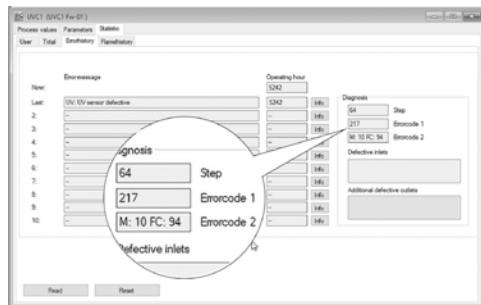 UVC1 (UVC1 Fw-01)
Process values Parameters Statistic
User Total Errorhistory Flamehistory
Errormessage Operating hour
Now: 5242
Last: UV: UV sensor defective 5242 Info
2: -- -- Info
3: -- -- Info
4: -- -- Info
5: -- Info
6: -- Info
7: -- Info
8: -- Info
9: -- Info
10: -- Info
Diagnosis
64 Step
217 Errorcode 1
M: 10 FC: 94 Errorcode 2
Defective inlets
Additional defective outlets
agnosis
64 Step
217 Errorcode 1
M: 10 FC: 94 Errorcode 2
Defective inlets
Read Reset